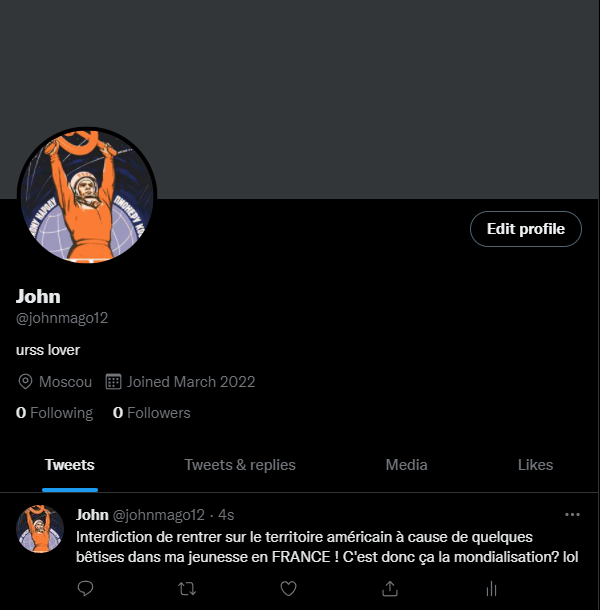 ПИОНЕРУ
Edit profile
John
@johnmago12
urss lover
Moscou Joined March 2022
0 Following 0 Followers
Tweets Tweets & replies Media Likes
John @johnmago12 · 4s
Interdiction de rentrer sur le territoire américain à cause de quelques
bêtises dans ma jeunesse en FRANCE ! C'est donc ça la mondialisation? lol